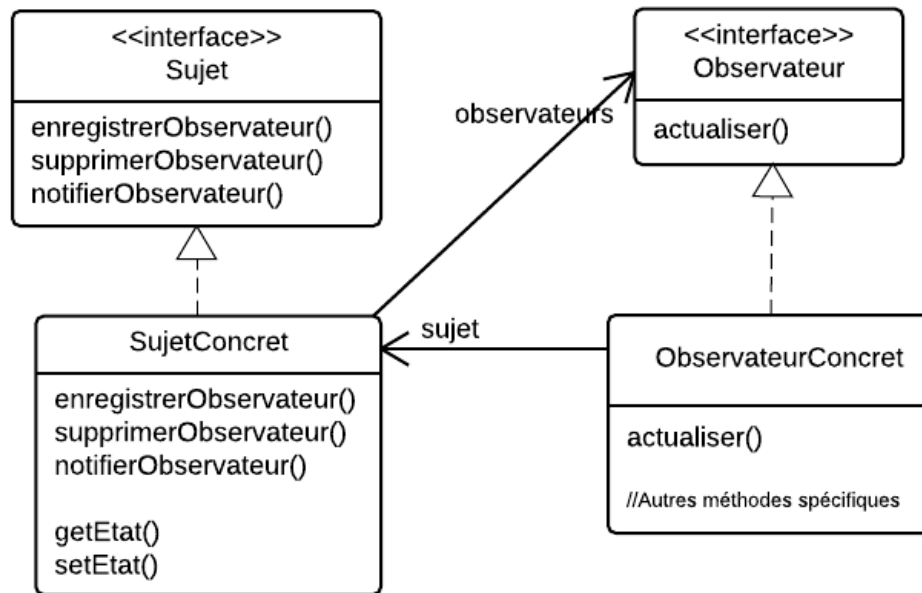 <<interface>>
Sujet
enregistrerObservateur()
supprimerObservateur()
notifierObservateur()
<<interface>>
Observateur
actualiser()
observateurs
sujet
SujetConcret
enregistrerObservateur()
supprimerObservateur()
notifierObservateur()
getEtat()
setEtat()
ObservateurConcret
actualiser()
//Autres méthodes spécifiques